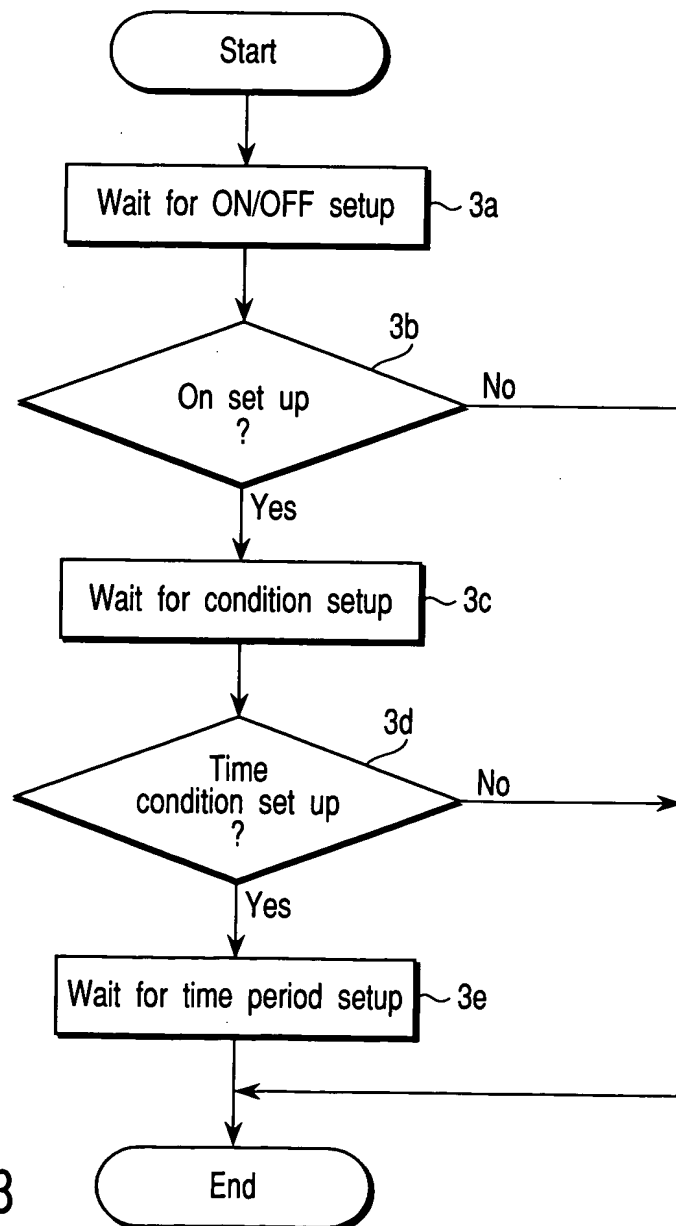 Start
Wait for ON/OFF setup
3a
3b
On set up
?
No
Yes
Wait for condition setup
3c
3d
Time
condition set up
?
No
Yes
Wait for time period setup
3e
End
3